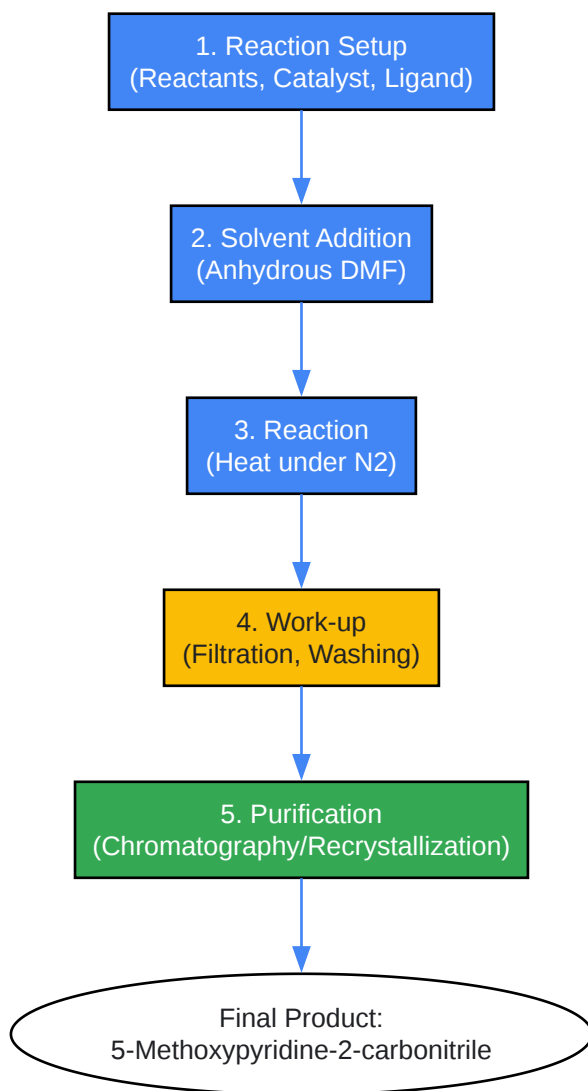 1. Reaction Setup
(Reactants, Catalyst, Ligand)
2. Solvent Addition
(Anhydrous DMF)
3. Reaction
(Heat under N2)
4. Work-up
(Filtration, Washing)
5. Purification
(Chromatography/Recrystallization)
Final Product:
5-Methoxypyridine-2-carbonitrile